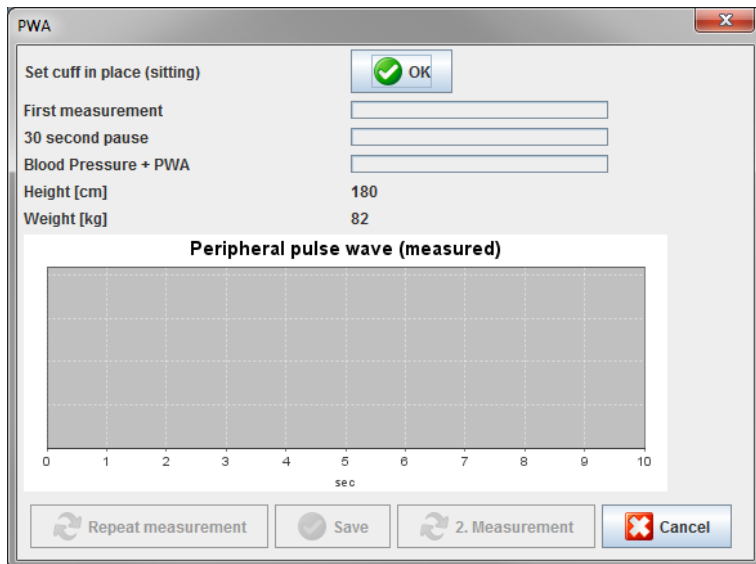 PWA
Set cuff in place (sitting)
OK
First measurement
30 second pause
Blood Pressure + PWA
Height [cm] 180
Weight [kg] 82
Peripheral pulse wave (measured)
0 1 2 3 4 5 6 7 8 9 10
sec
Repeat measurement Save 2. Measurement Cancel